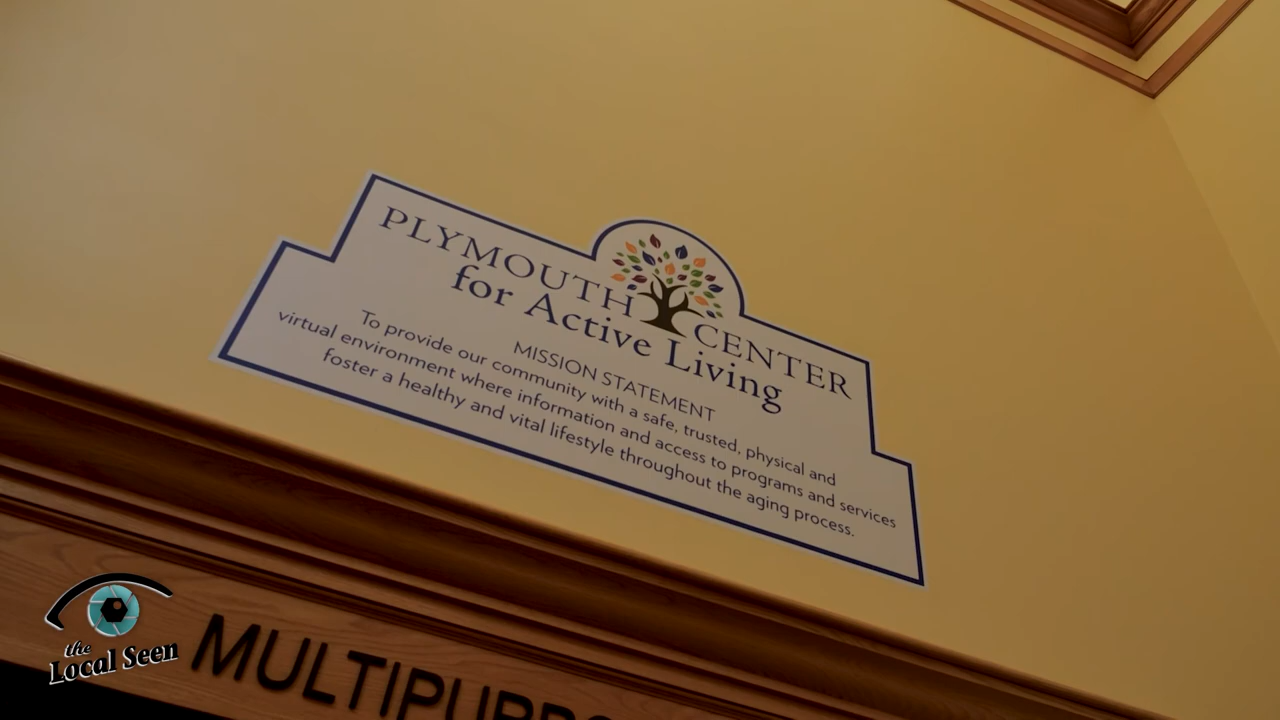 PLYMOUTH CENTER
for Active Living
MISSION STATEMENT
To provide our community with a safe, trusted, physical and
virtual environment where information and access to programs and services
foster a healthy and vital lifestyle throughout the aging process.
the
Local Seen